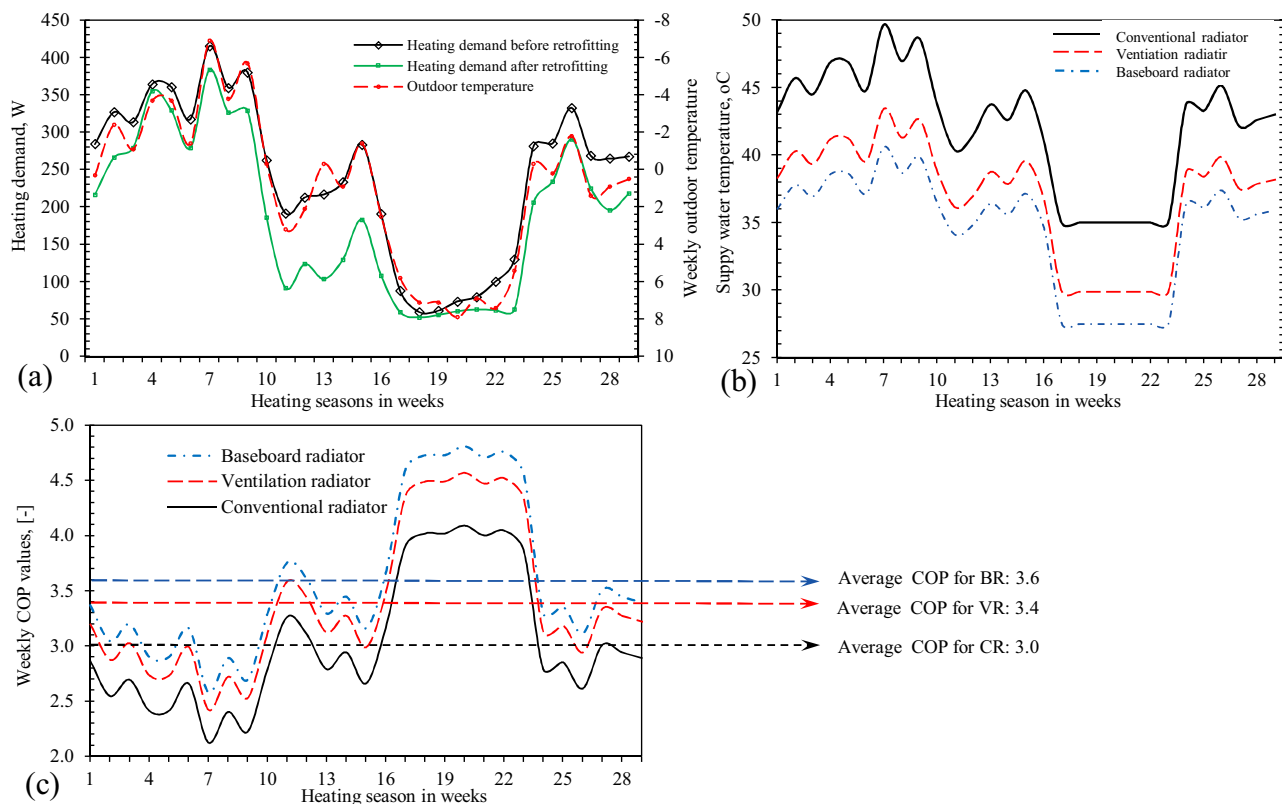 450
400
350
300
250
200
150
100
50
0
Heating demand, W
Heating demand before retrofitting
Heating demand after retrofitting
Outdoor temperature
-8
-6
-4
-2
0
2
4
6
8
10
Weekly outdoor temperature
1 4 7 10 13 16 19 22 25 28
Heating seasons in weeks
(a)
50
45
40
35
30
25
Suppy water temperature, oC
Conventional radiator
Ventiation radiatir
Baseboard radiator
1 4 7 10 13 16 19 22 25 28
Heating season in weeks
(b)
5.0
4.5
4.0
3.5
3.0
2.5
2.0
Weekly COP values, [-]
Baseboard radiator
Ventilation radiator
Conventional radiator
Average COP for BR: 3.6
Average COP for VR: 3.4
Average COP for CR: 3.0
1 4 7 10 13 16 19 22 25 28
Heating season in weeks
(c)